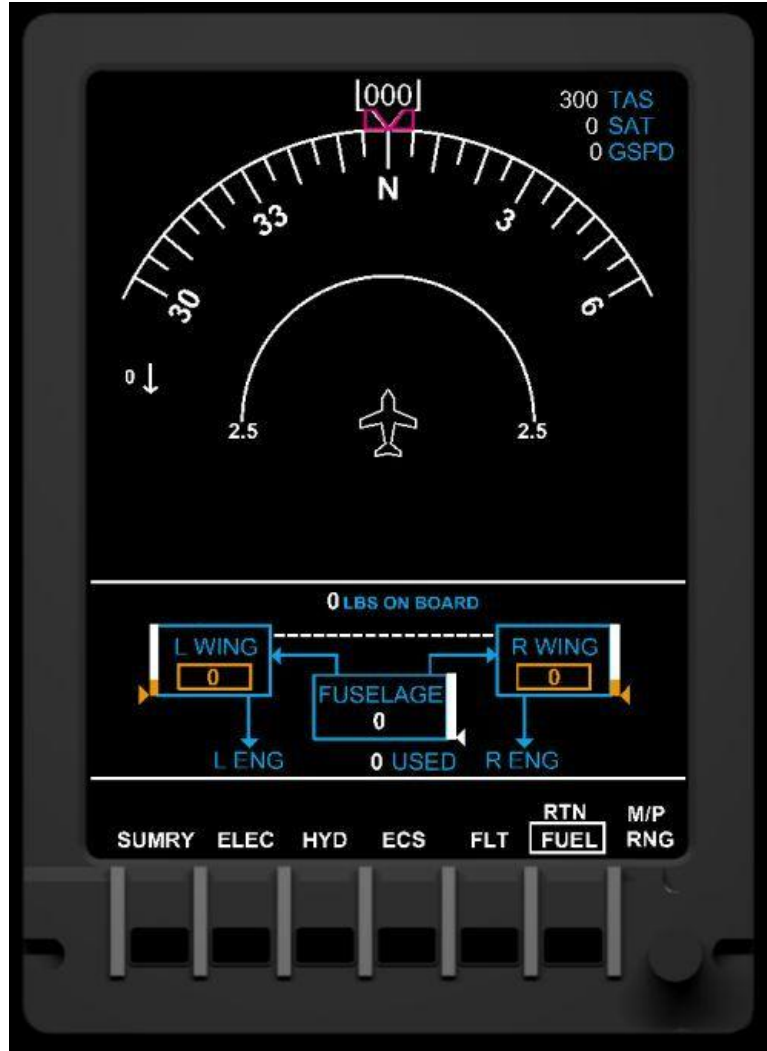 000
300 TAS
0 SAT
0 GSPD
N
33
3
30
6
0
2.5
2.5
0 LBS ON BOARD
L WING
R WING
0
0
FUSELAGE
0
L ENG
0 USED
R ENG
RTN
M/P
SUMRY ELEC HYD ECS FLT FUEL RNG